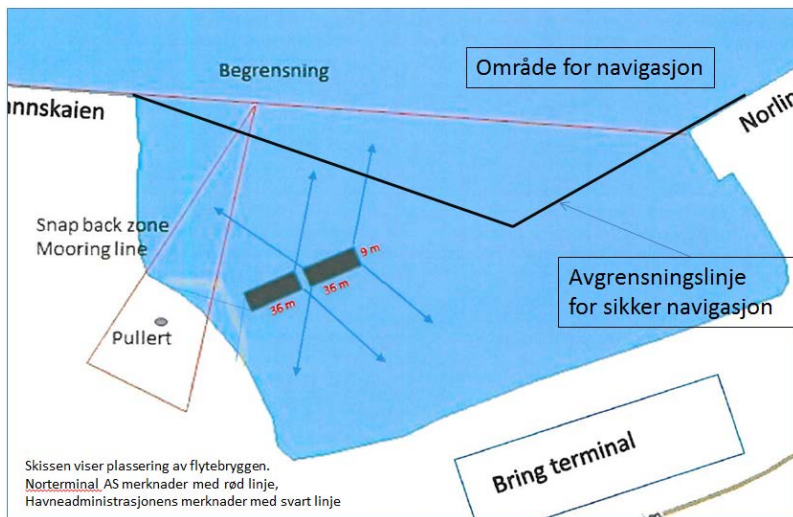 Begrensning
Område for navigasjon
annskaien
Norlin
Snap back zone
Mooring line
9 m
36 m
36 m
Avgrensningslinje
for sikker navigasjon
Pullert
Bring terminal
Skissen viser plassering av flytebryggen.
Norterminal AS merknader med rød linje,
Havneadministrasjonens merknader med svart linje